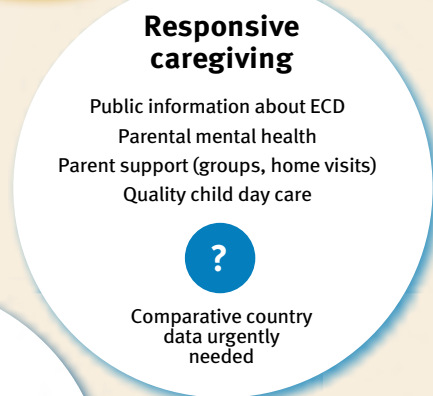 Responsive
caregiving
Public information about ECD
Parental mental health
Parent support (groups, home visits)
Quality child day care
?
Comparative country
data urgently
needed